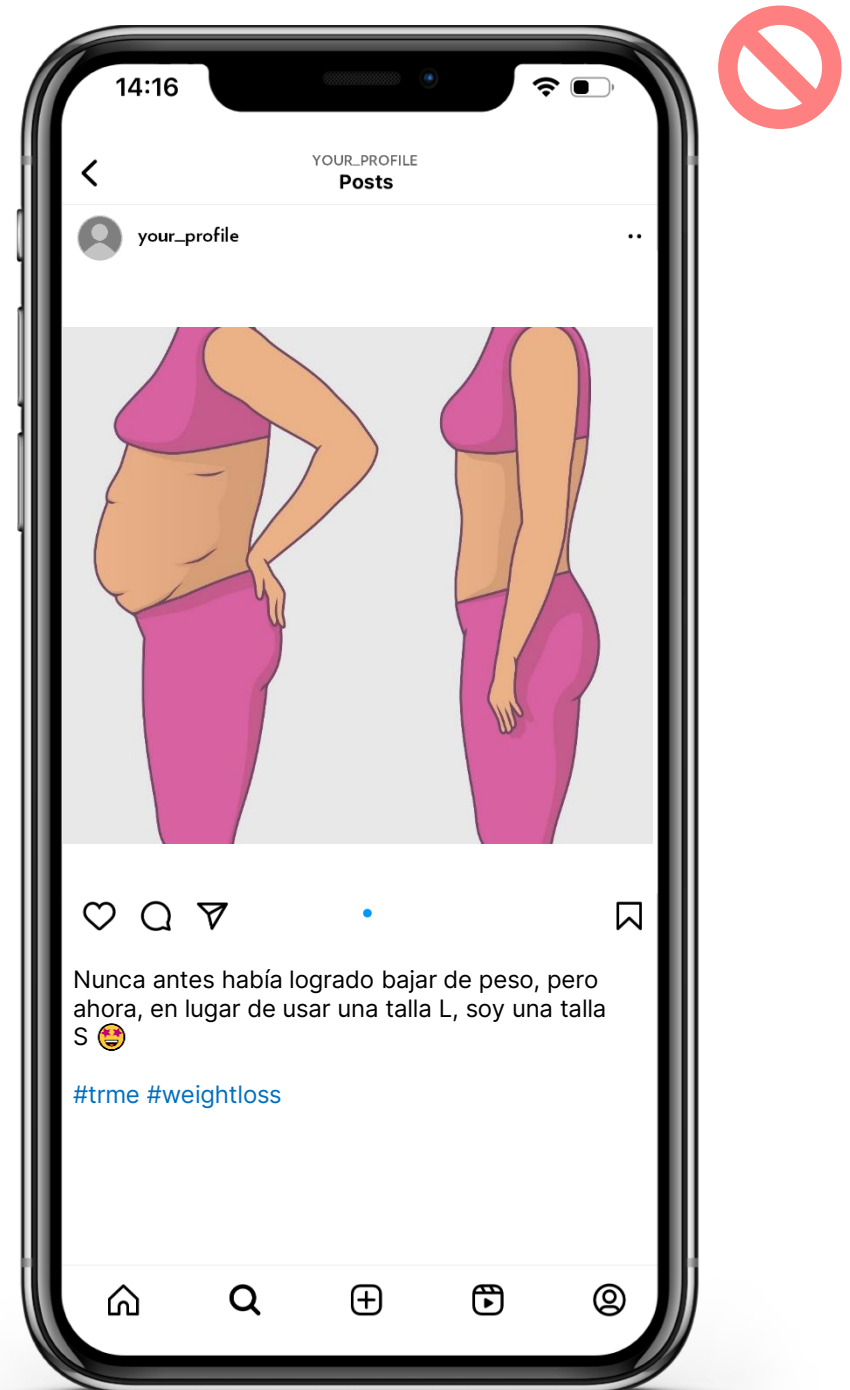 14:16
YOUR_PROFILE
Posts
your_profile
Nunca antes había logrado bajar de peso, pero
ahora, en lugar de usar una talla L, soy una talla
S 🤩
#trme #weightloss